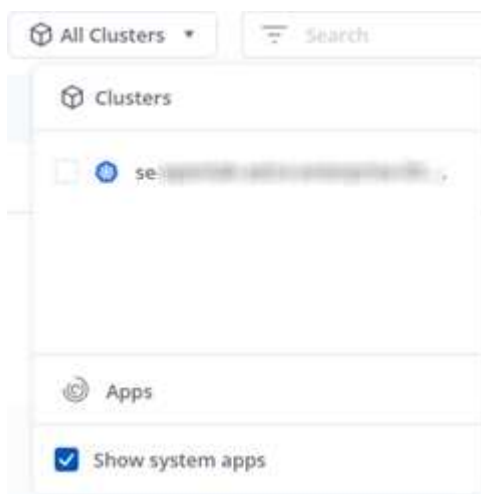 All Clusters
Search
Clusters
se
Apps
Show system apps